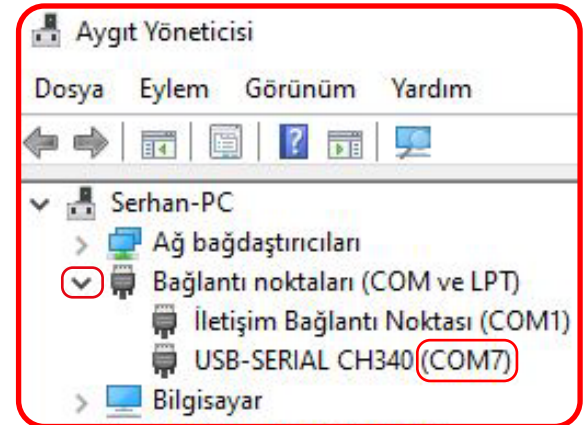 Aygıt Yöneticisi
Dosya Eylem Görünüm Yardım
Serhan-PC
Ağ bağdaştırıcıları
Bağlantı noktaları (COM ve LPT)
İletişim Bağlantı Noktası (COM1)
USB-SERIAL CH340 (COM7)
Bilgisayar